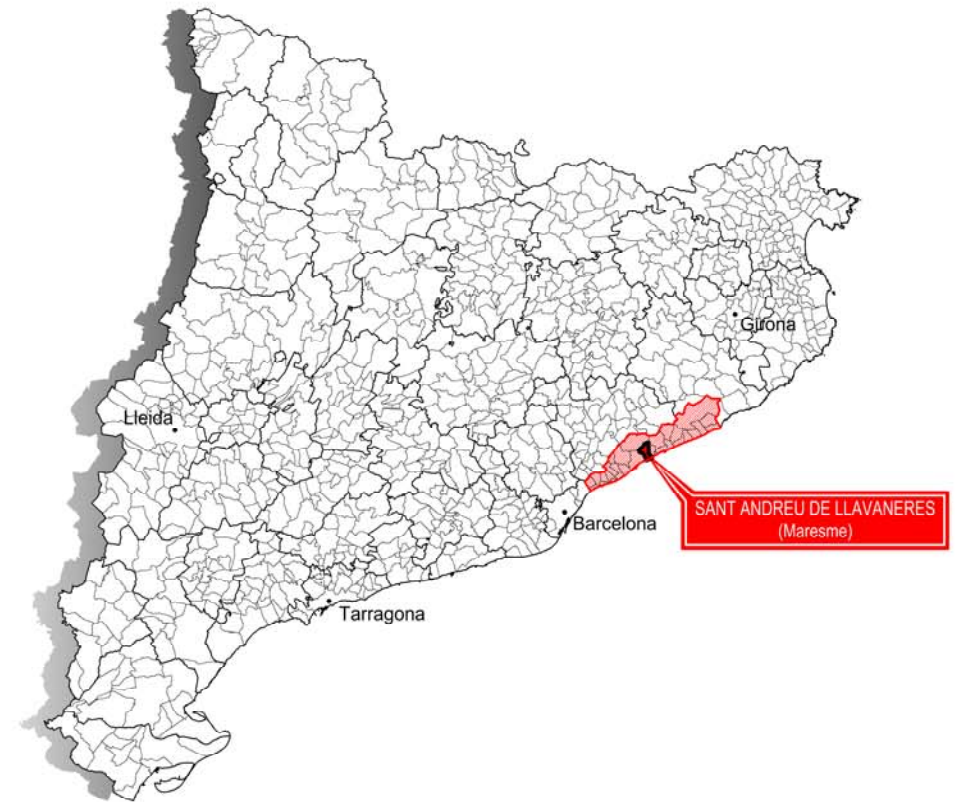 Girona
Lleida
SANT ANDREU DE LLAVANERES
(Maresme)
Barcelona
Tarragona